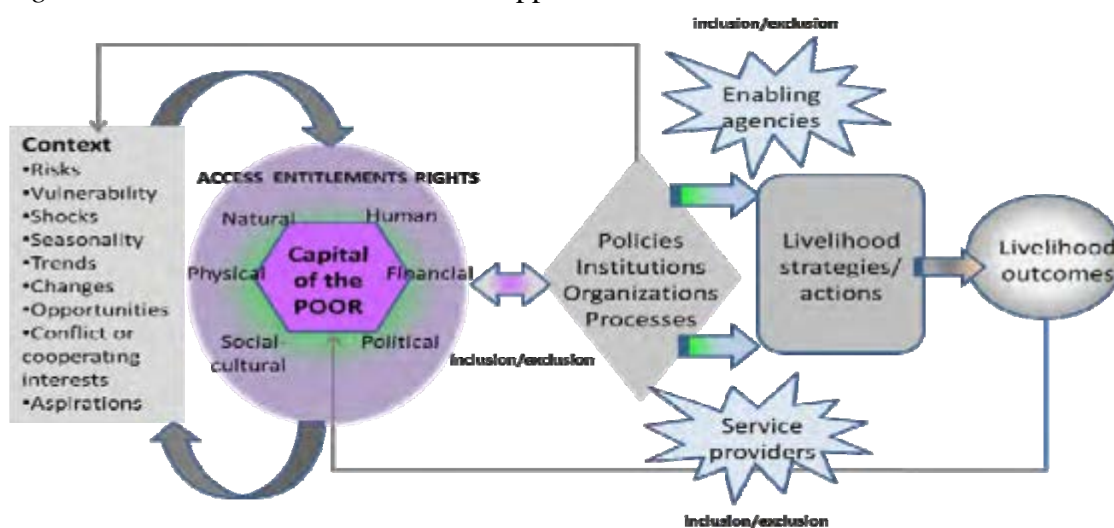 inclusion/exclusion
Enabling
agencies
Context
•Risks
•Vulnerability
•Shocks
•Seasonality
•Trends
•Changes
•Opportunities
•Conflict or
cooperating
interests
•Aspirations
ACCESS ENTITLEMENTS RIGHTS
Natural
Human
Physical
Capital
of the
POOR
Financial
Social-
cultural
Political
inclusion/exclusion
Policies
Institutions
Organizations
Processes
Livelihood
strategies/
actions
Livelihood
outcomes
Service
providers
inclusion/exclusion